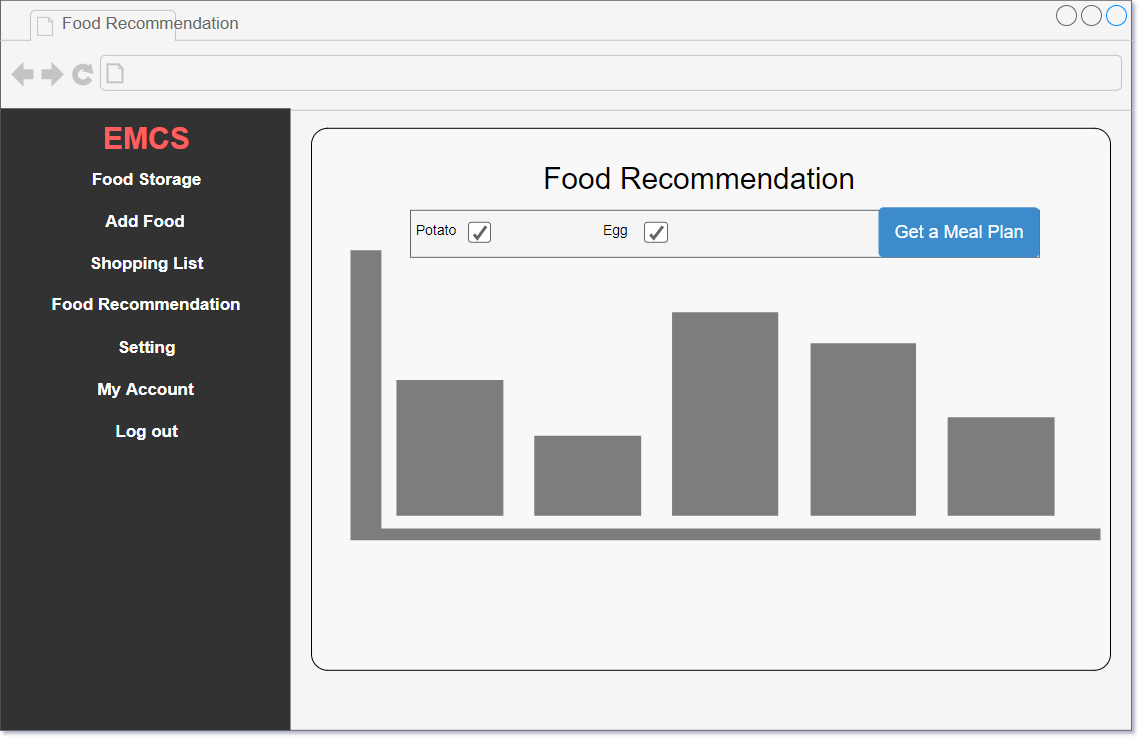 Food Recommendation
EMCS
Food Storage
Add Food
Shopping List
Food Recommendation
Setting
My Account
Log out
Food Recommendation
Potato Egg Get a Meal Plan